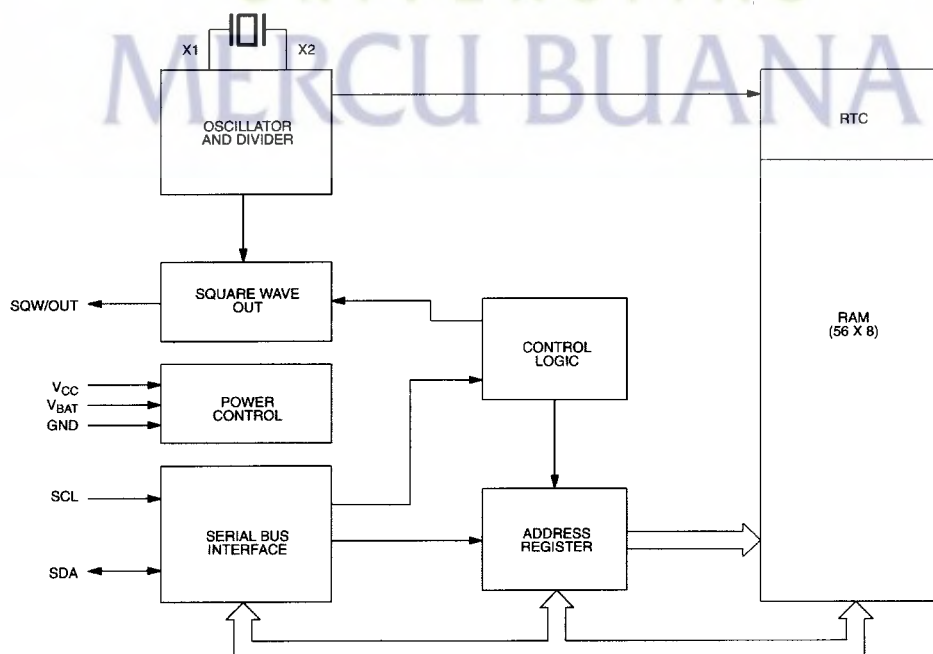 MERCU BUANA
X1
X2
OSCILLATOR
AND DIVIDER
RTC
SQUARE WAVE
OUT
SQW/OUT
CONTROL
LOGIC
RAM
(56 X 8)
VCC
VBAT
GND
POWER
CONTROL
SCL
SERIAL BUS
INTERFACE
ADDRESS
REGISTER
SDA